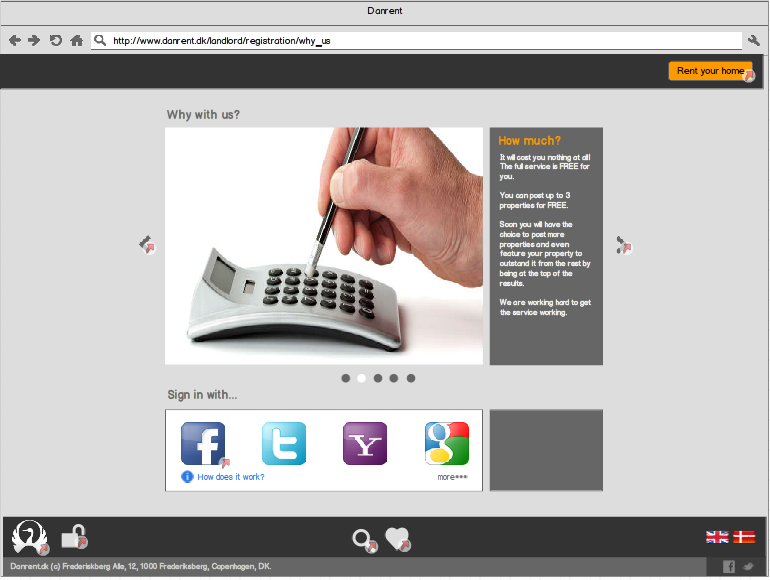 Danrent
http://www.danrent.dk/landlord/registration/why_us
Rent your home
Why with us?
How much?
It will cost you nothing at all!
The full service is FREE for
you.
You can post up to 3
properties for FREE.
Soon you will have the
choice to post more
properties and even
feature your property to
outstand it from the rest by
being at the top of the
results.
We are working hard to get
the service working.
Sign in with...
How does it work?
more
Danrent.dk (c) Frederiskberg Alle, 12, 1000 Frederiksberg, Copenhagen, DK.